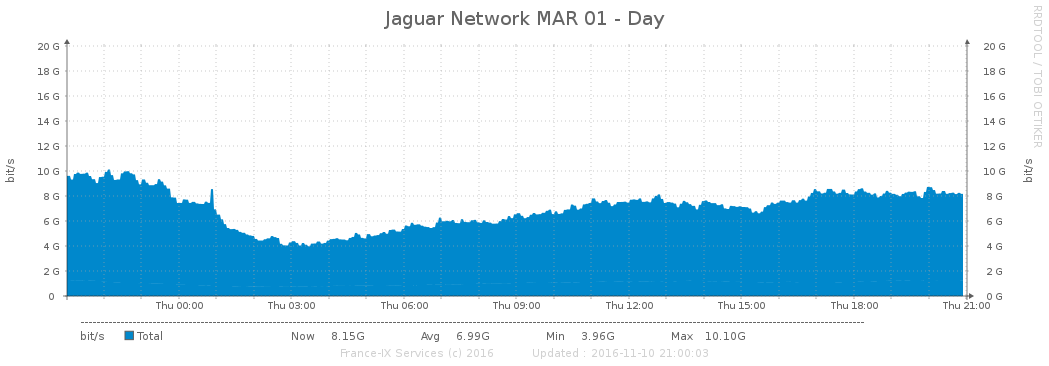 Jaguar Network MAR 01 - Day
RRDTOOL / TOBI OETIKER
bit/s
20 G 20 G
18 G 18 G
16 G 16 G
14 G 14 G
12 G 12 G
10 G 10 G
8 G 8 G
6 G 6 G
4 G 4 G
2 G 2 G
0 0 G
bit/s
Thu 00:00 Thu 03:00 Thu 06:00 Thu 09:00 Thu 12:00 Thu 15:00 Thu 18:00 Thu 21:00
bit/s Total Now 8.15G Avg 6.99G Min 3.96G Max 10.10G
France-IX Services (c) 2016 Updated : 2016-11-10 21:00:03